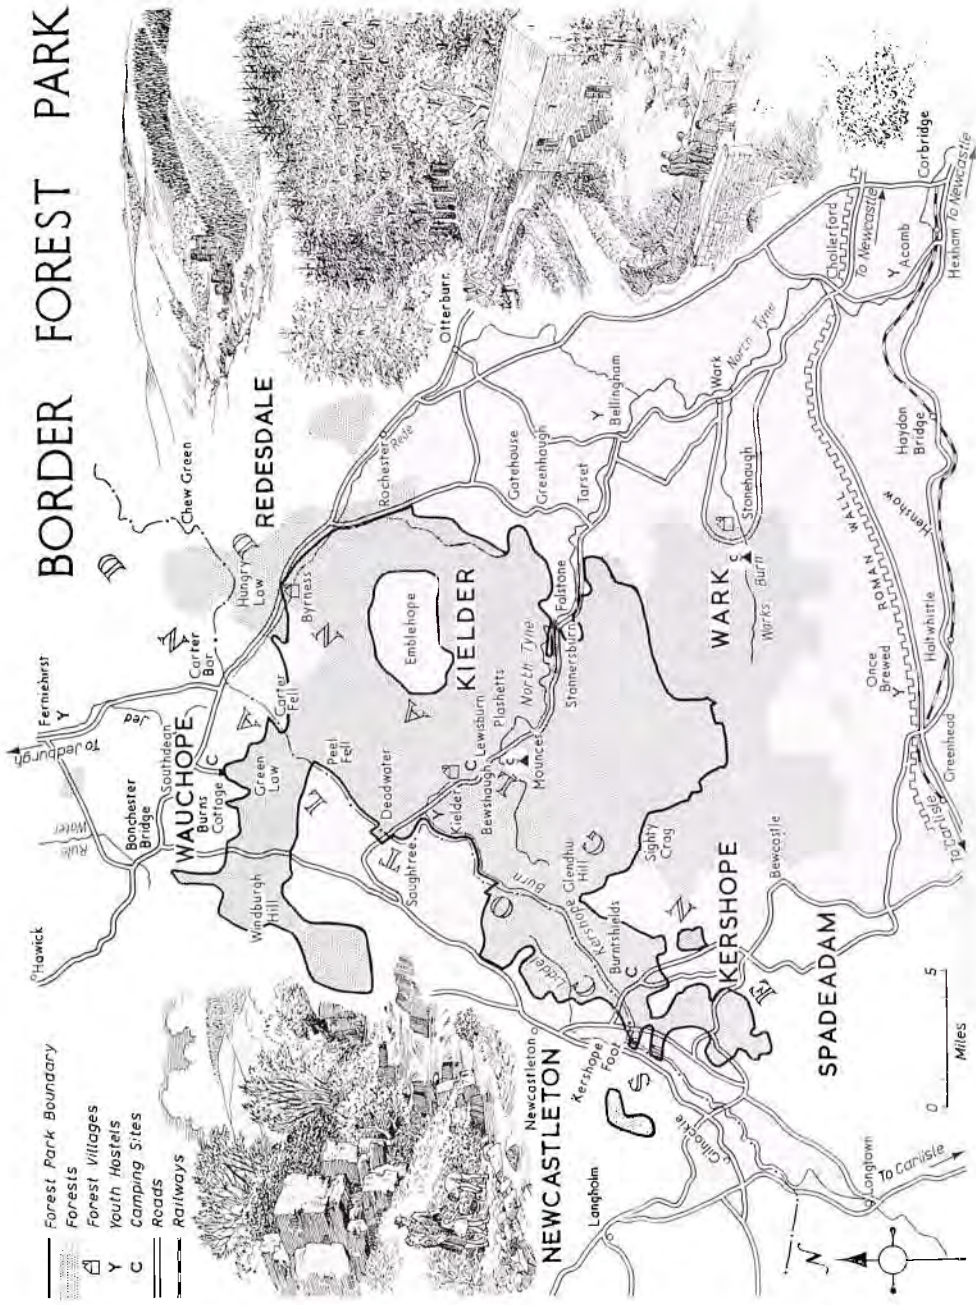 BORDER FOREST PARK
Forest Park Boundary
Forests
Forest Villages
Youth Hostels
Camping Sites
Roads
Railways
Y
C
Hawick
Rule Water
Bonchester
Bridge
To Jedburgh
Ferniehirst
Y
Jed
Southdean
WAUCHOPE
Burns
Cottage
C
Carter
Bar
Chew Green
Hungry
Law
REDESDALE
Windburgh
Hill
Green
Law
Carter
Fell
Byrness
Peel
Fell
Deadwater
Saughtree
Emblehope
KIELDER
Rochester
Rede
Otterburn
Y
Kielder
Lewisburn
C
Bewshaugh
Plashetts
North Tyne
C
Mounces
Gatehouse
Greenhaugh
Tarset
Falstone
Stannersburn
Y
Bellingham
Wark
North Tyne
Stonehaugh
WARK
C
Warks Burn
Chollerford
To Newcastle
Y
Acomb
Corbridge
Hexham
To Newcastle
Haydon
Bridge
Henshaw
Haltwhistle
ROMAN WALL
Once
Brewed
Y
Greenhead
To Carlisle
Carlisle
Sighty
Crag
Glendhu
Hill
Kershope Burn
Liddel
Burntshields
C
Newcastleton
NEWCASTLETON
Kershope
Foot
KERSHOPE
Bewcastle
SPADEADAM
Langholm
Gilnockie
Longtown
To Carlisle
SCOTLAND
ENGLAND
N
0 5
Miles